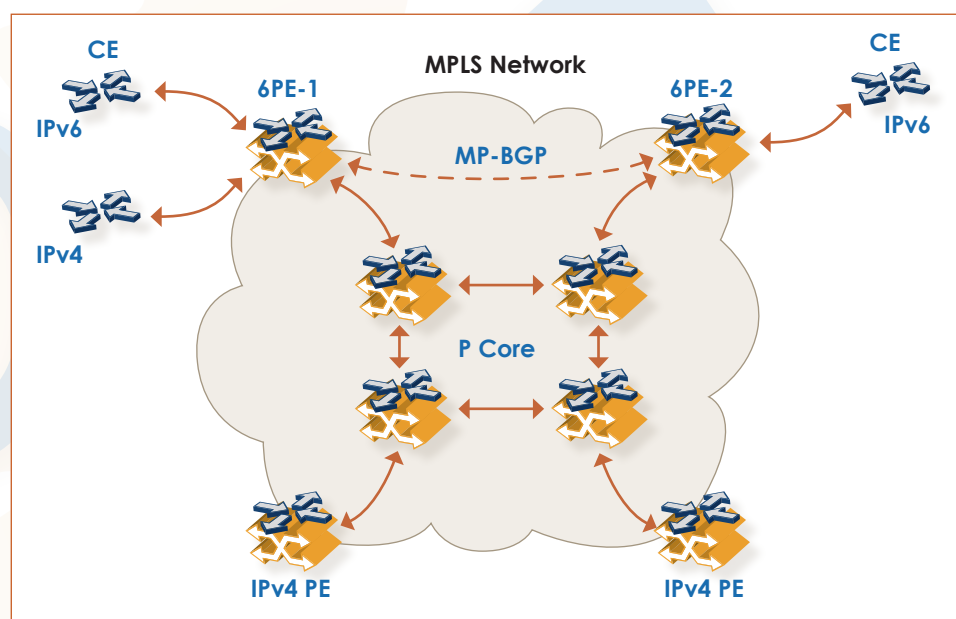 CE
CE
MPLS Network
6PE-1
6PE-2
IPv6
IPv6
MP-BGP
IPv4
P Core
IPv4 PE
IPv4 PE